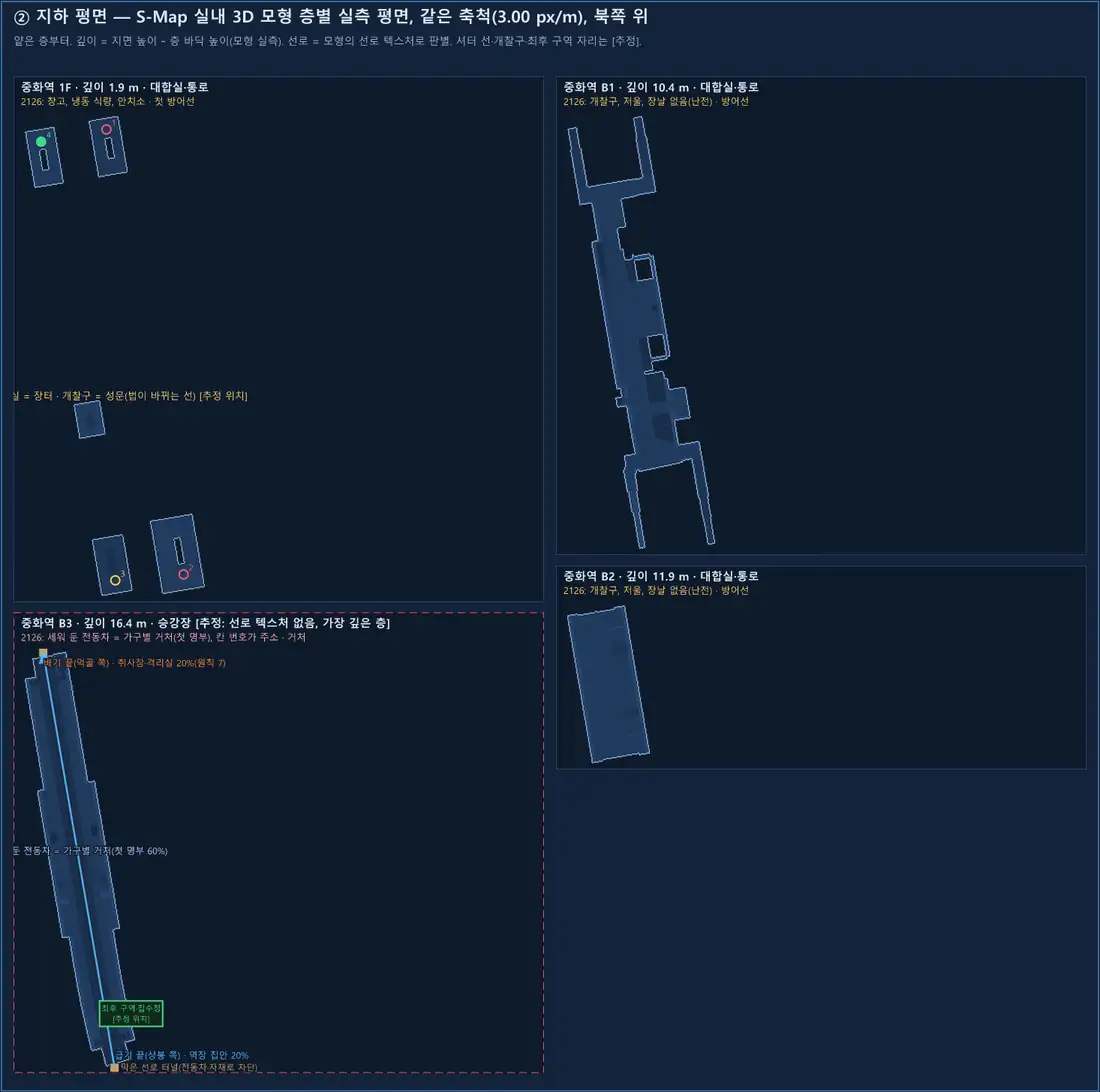 ② 지하 평면 — S-Map 실내 3D 모형 층별 실측 평면, 같은 축척(3.00 px/m), 북쪽 위
얕은 층부터. 깊이 = 지면 높이 – 층 바닥 높이(모형 실측). 선로 = 모형의 선로 텍스처로 판별. 셔터 선·개찰구·최후 구역 자리는 [추정].
중화역 1F · 깊이 1.9 m · 대합실·통로
2126: 창고, 냉동 식량, 안치소 · 첫 방어선
4
1
실 = 장터 · 개찰구 = 성문(법이 바뀌는 선) [추정 위치]
3
2
중화역 B1 · 깊이 10.4 m · 대합실·통로
2126: 개찰구, 저울, 장날 없음(난전) · 방어선
중화역 B2 · 깊이 11.9 m · 대합실·통로
2126: 개찰구, 저울, 장날 없음(난전) · 방어선
중화역 B3 · 깊이 16.4 m · 승강장 [추정: 선로 텍스처 없음, 가장 깊은 층]
2126: 세워 둔 전동차 = 가구별 거처(첫 명부), 칸 번호가 주소 · 거처
배기 끝(먹골 쪽) · 취사장·격리실 20%(원칙 7)
둔 전동차 = 가구별 거처(첫 명부 60%)
최후 구역·집수정
[추정 위치]
급기 끝(상봉 쪽) · 역장 집안 20%
막은 선로 터널(전동차·자재로 차단)